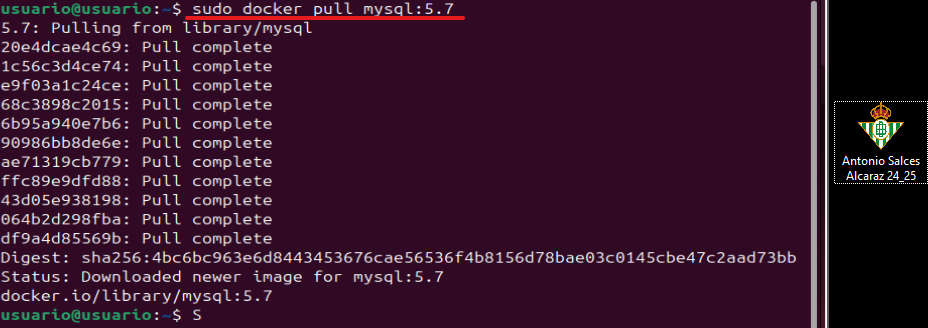 usuario@usuario:~$ sudo docker pull mysql:5.7
5.7: Pulling from library/mysql
20e4dcae4c69: Pull complete
1c56c3d4ce74: Pull complete
e9f03a1c24ce: Pull complete
68c3898c2015: Pull complete
6b95a940e7b6: Pull complete
90986bb8de6e: Pull complete
ae71319cb779: Pull complete
ffc89e9dfd88: Pull complete
43d05e938198: Pull complete
064b2d298fba: Pull complete
df9a4d85569b: Pull complete
Digest: sha256:4bc6bc963e6d8443453676cae56536f4b8156d78bae03c0145cbe47c2aad73bb
Status: Downloaded newer image for mysql:5.7
docker.io/library/mysql:5.7
usuario@usuario:~$ S
Antonio Salces
Alcaraz 24_25